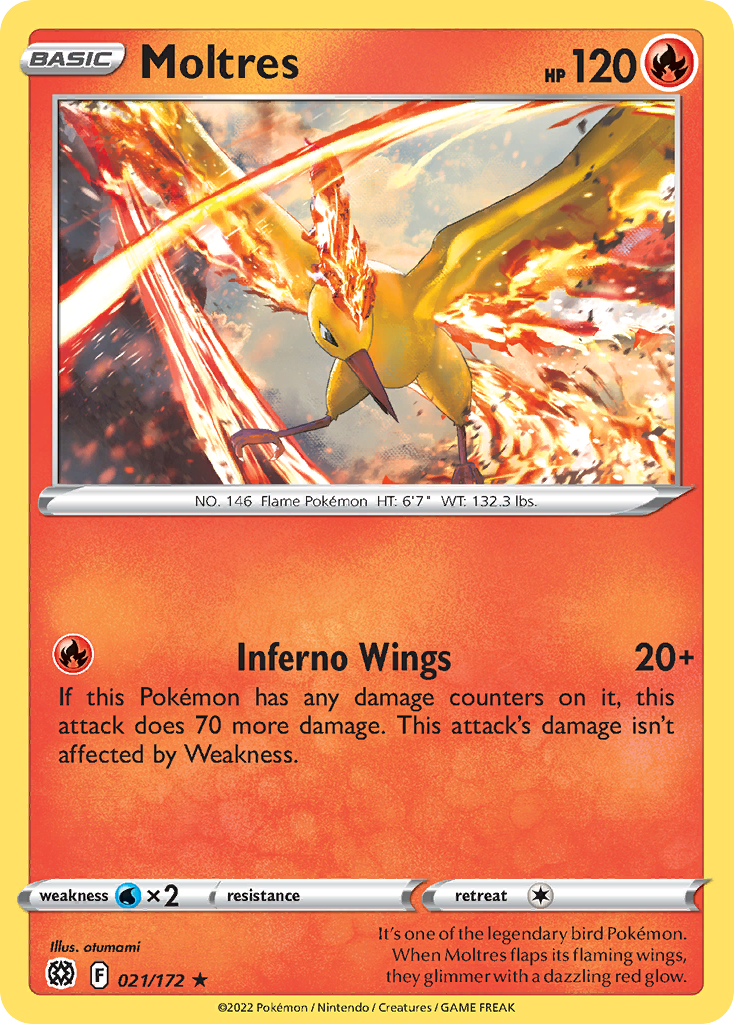 BASIC Moltres HP 120
NO. 146 Flame Pokémon HT: 6'7" WT: 132.3 lbs.
Inferno Wings 20+
If this Pokémon has any damage counters on it, this
attack does 70 more damage. This attack's damage isn't
affected by Weakness.
weakness ×2 resistance retreat
Illus. otumami
It's one of the legendary bird Pokémon.
When Moltres flaps its flaming wings,
they glimmer with a dazzling red glow.
F 021/172 ★
©2022 Pokémon / Nintendo / Creatures / GAME FREAK